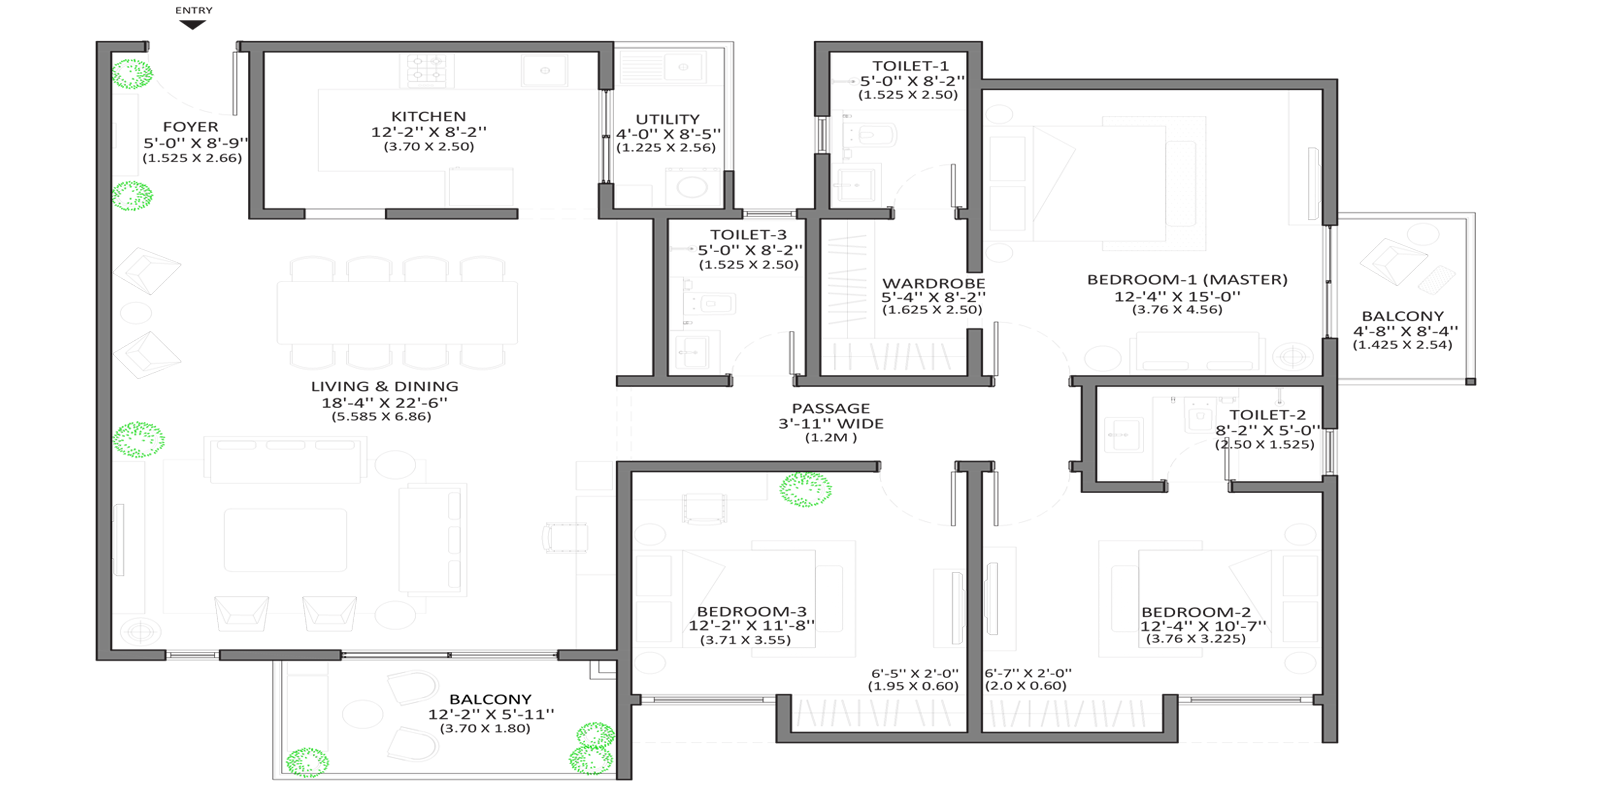 ENTRY
FOYER
5'-0'' X 8'-9''
(1.525 X 2.66)
KITCHEN
12'-2'' X 8'-2''
(3.70 X 2.50)
UTILITY
4'-0'' X 8'-5''
(1.225 X 2.56)
TOILET-1
5'-0'' X 8'-2''
(1.525 X 2.50)
TOILET-3
5'-0'' X 8'-2''
(1.525 X 2.50)
WARDROBE
5'-4'' X 8'-2''
(1.625 X 2.50)
BEDROOM-1 (MASTER)
12-'4'' X 15'-0''
(3.76 X 4.56)
BALCONY
4'-8'' X 8'-4''
(1.425 X 2.54)
LIVING & DINING
18'-4'' X 22'-6''
(5.585 X 6.86)
PASSAGE
3'-11'' WIDE
(1.2M )
TOILET-2
8'-2'' X 5'-0''
(2.50 X 1.525)
BEDROOM-3
12'-2'' X 11'-8''
(3.71 X 3.55)
BEDROOM-2
12'-4'' X 10'-7''
(3.76 X 3.225)
6'-5'' X 2'-0''
(1.95 X 0.60)
6'-7'' X 2'-0''
(2.0 X 0.60)
BALCONY
12'-2'' X 5'-11''
(3.70 X 1.80)